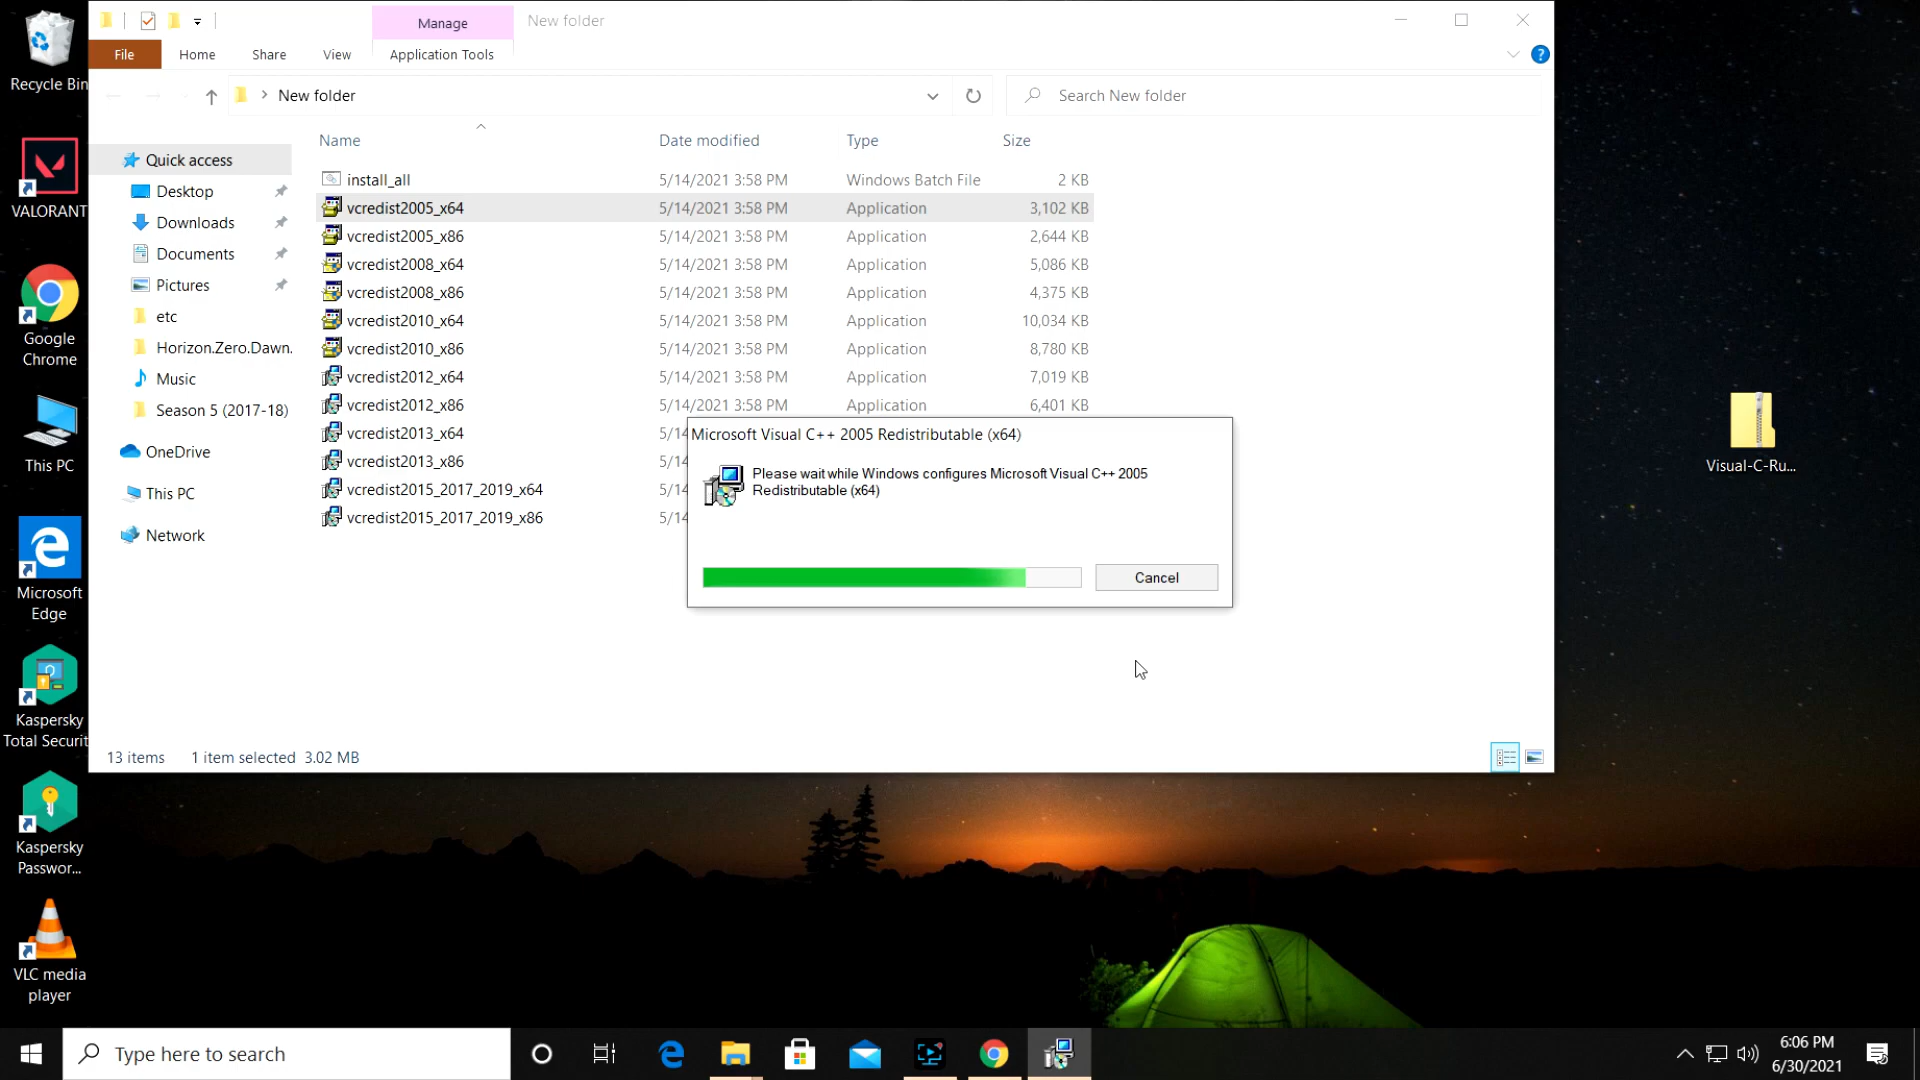 Manage
New folder
File
Home
Share
View
Application Tools
?
New folder
Search New folder
Name
Date modified
Type
Size
Quick access
Desktop
Downloads
Documents
Pictures
etc
Horizon.Zero.Dawn.
Music
Season 5 (2017-18)
OneDrive
This PC
Network
install_all 5/14/2021 3:58 PM Windows Batch File 2 KB
vcredist2005_x64 5/14/2021 3:58 PM Application 3,102 KB
vcredist2005_x86 5/14/2021 3:58 PM Application 2,644 KB
vcredist2008_x64 5/14/2021 3:58 PM Application 5,086 KB
vcredist2008_x86 5/14/2021 3:58 PM Application 4,375 KB
vcredist2010_x64 5/14/2021 3:58 PM Application 10,034 KB
vcredist2010_x86 5/14/2021 3:58 PM Application 8,780 KB
vcredist2012_x64 5/14/2021 3:58 PM Application 7,019 KB
vcredist2012_x86 5/14/2021 3:58 PM Application 6,401 KB
vcredist2013_x64 5/14
vcredist2013_x86 5/14
vcredist2015_2017_2019_x64 5/14
vcredist2015_2017_2019_x86 5/14
Microsoft Visual C++ 2005 Redistributable (x64)
Please wait while Windows configures Microsoft Visual C++ 2005
Redistributable (x64)
Cancel
13 items 1 item selected 3.02 MB
Recycle Bin
VALORANT
Google
Chrome
This PC
Microsoft
Edge
Kaspersky
Total Securit
Kaspersky
Passwor...
VLC media
player
Visual-C-Ru...
Type here to search
6:06 PM
6/30/2021